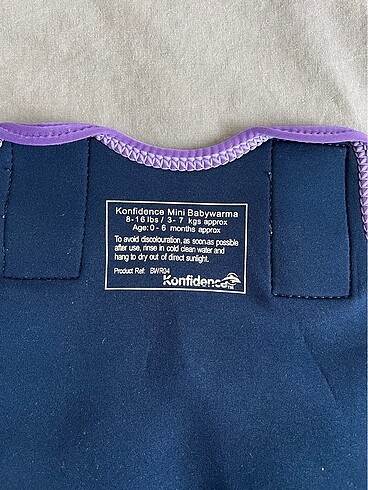 Konfidence Mini Babywarma
8-16 lbs / 3- 7 kgs approx
Age: 0 - 6 months approx
To avoid discolouration, as soon as possible
after use, rinse in cold clean water and
hang to dry out of direct sunlight.
Product Ref: BWR04
Konfidence TM